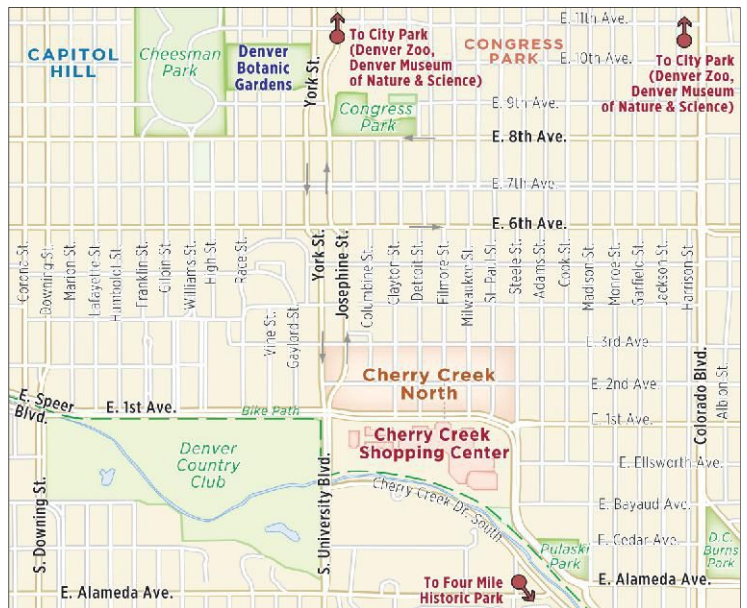 E. 11th Ave.
To City Park
(Denver Zoo,
Denver Museum
of Nature & Science)
CONGRESS
PARK
To City Park
(Denver Zoo,
Denver Museum
of Nature & Science)
CAPITOL
HILL
Cheesman
Park
Denver
Botanic
Gardens
York St.
E. 10th Ave.
E. 9th Ave.
Congress
Park
E. 8th Ave.
E. 7th Ave.
E. 6th Ave.
Corona St.
Downing St.
Marion St.
Lafayette St.
Humboldt St.
Franklin St.
Gilpin St.
Williams St.
High St.
Race St.
Vine St.
Gaylord St.
York St.
Josephine St.
Columbine St.
Clayton St.
Detroit St.
Filmore St.
Milwaukee St.
St. Paul St.
Steele St.
Adams St.
Cook St.
Madison St.
Monroe St.
Garfield St.
Jackson St.
Harrison St.
E. 3rd Ave.
Cherry Creek
North
E. 2nd Ave.
Colorado Blvd.
Albion St.
E. Speer
Blvd.
E. 1st Ave.
Bike Path
E. 1st Ave.
Cherry Creek
Shopping Center
Denver
Country
Club
E. Ellsworth Ave.
S. Downing St.
S. University Blvd.
Cherry Creek Dr. South
E. Bayaud Ave.
E. Cedar Ave.
Pulaski
Park
D.C.
Burns
Park
E. Alameda Ave.
To Four Mile
Historic Park
E. Alameda Ave.